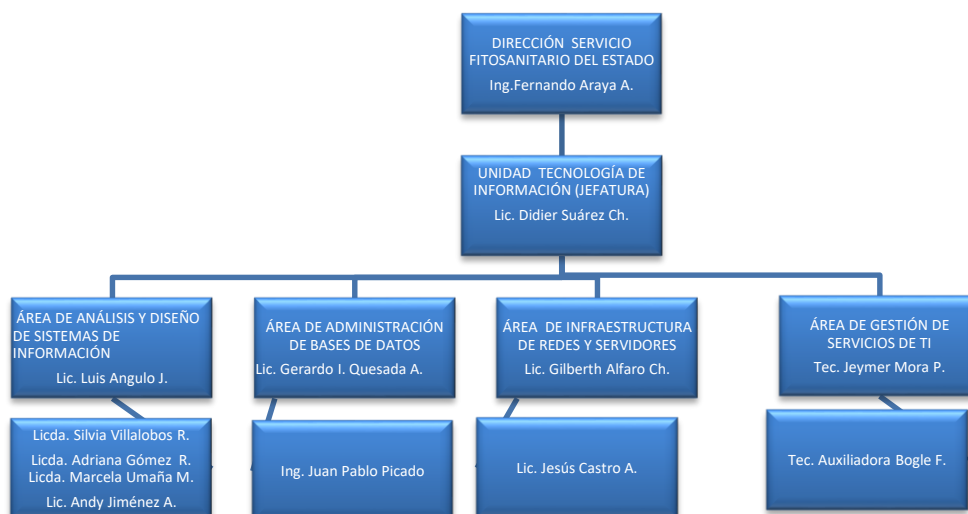 DIRECCIÓN SERVICIO
FITOSANITARIO DEL ESTADO
Ing.Fernando Araya A.
UNIDAD TECNOLOGÍA DE
INFORMACIÓN (JEFATURA)
Lic. Didier Suárez Ch.
ÁREA DE ANÁLISIS Y DISEÑO
DE SISTEMAS DE
INFORMACIÓN
Lic. Luis Angulo J.
ÁREA DE ADMINISTRACIÓN
DE BASES DE DATOS
Lic. Gerardo I. Quesada A.
ÁREA DE INFRAESTRUCTURA
DE REDES Y SERVIDORES
Lic. Gilberth Alfaro Ch.
ÁREA DE GESTIÓN DE
SERVICIOS DE TI
Tec. Jeymer Mora P.
Licda. Silvia Villalobos R.
Licda. Adriana Gómez R.
Licda. Marcela Umaña M.
Lic. Andy Jiménez A.
Ing. Juan Pablo Picado
Lic. Jesús Castro A.
Tec. Auxiliadora Bogle F.